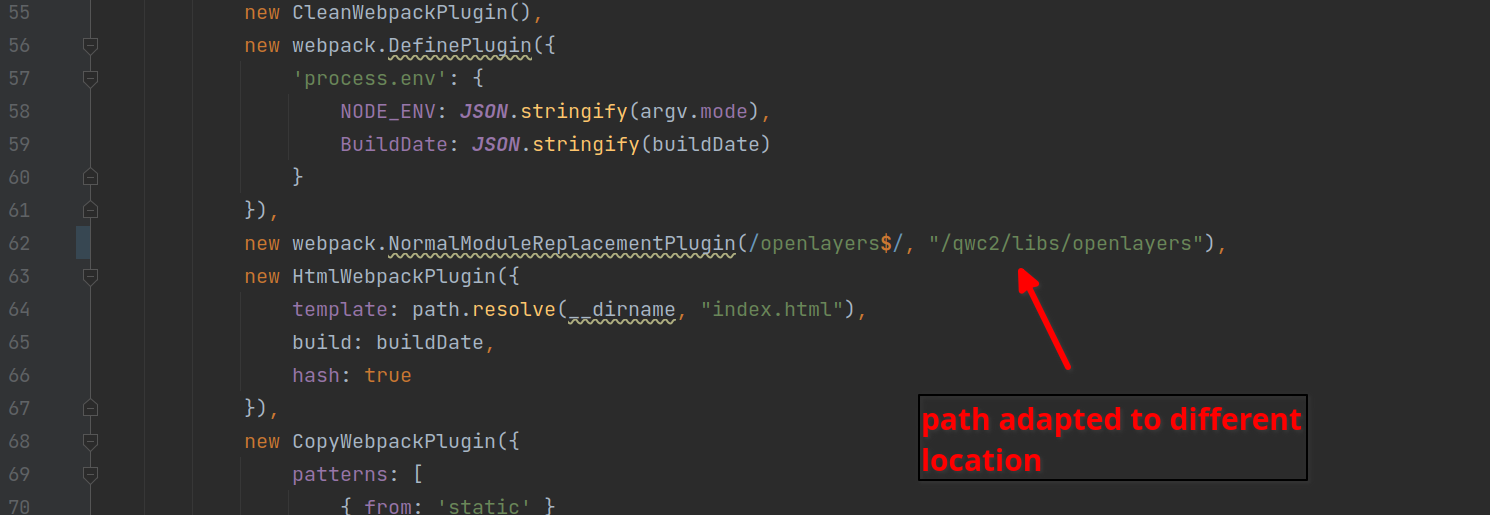 55 new CleanWebpackPlugin(),
56 new webpack.DefinePlugin({
57 'process.env': {
58 NODE_ENV: JSON.stringify(argv.mode),
59 BuildDate: JSON.stringify(buildDate)
60 }
61 }),
62 new webpack.NormalModuleReplacementPlugin(/openlayers$/, "/qwc2/libs/openlayers"),
63 new HtmlWebpackPlugin({
64 template: path.resolve(__dirname, "index.html"),
65 build: buildDate,
66 hash: true
67 }),
68 new CopyWebpackPlugin({
69 patterns: [
70 { from: 'static' }
path adapted to different
location